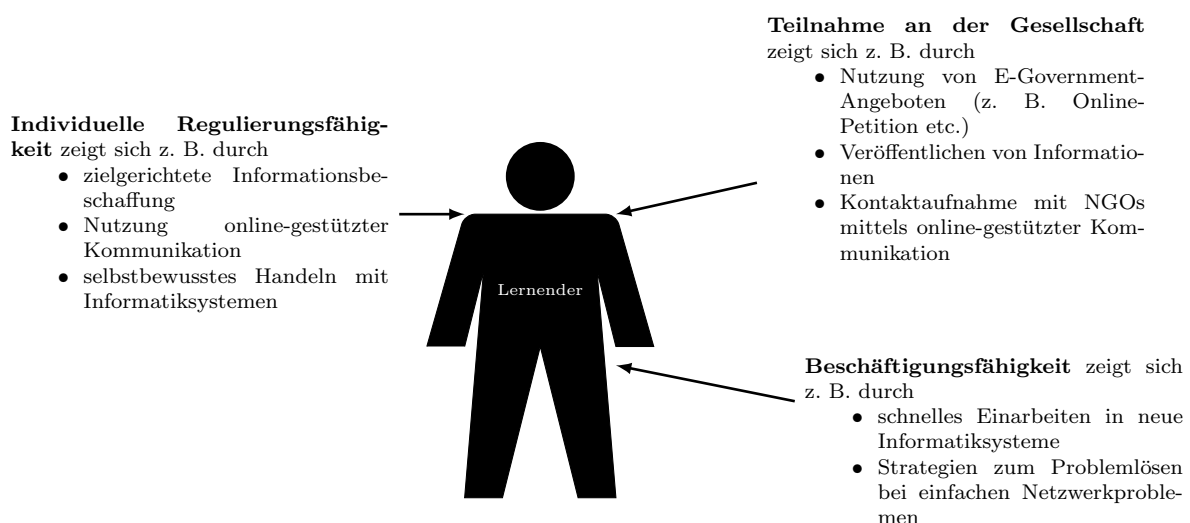 Individuelle Regulierungsfähig-
keit zeigt sich z. B. durch
• zielgerichtete Informationsbe-
schaffung
• Nutzung online-gestützter
Kommunikation
• selbstbewusstes Handeln mit
Informatiksystemen
Lernender
Teilnahme an der Gesellschaft
zeigt sich z. B. durch
• Nutzung von E-Government-
Angeboten (z. B. Online-
Petition etc.)
• Veröffentlichen von Informatio-
nen
• Kontaktaufnahme mit NGOs
mittels online-gestützter Kom-
munikation
Beschäftigungsfähigkeit zeigt sich
z. B. durch
• schnelles Einarbeiten in neue
Informatiksysteme
• Strategien zum Problemlösen
bei einfachen Netzwerkproble-
men